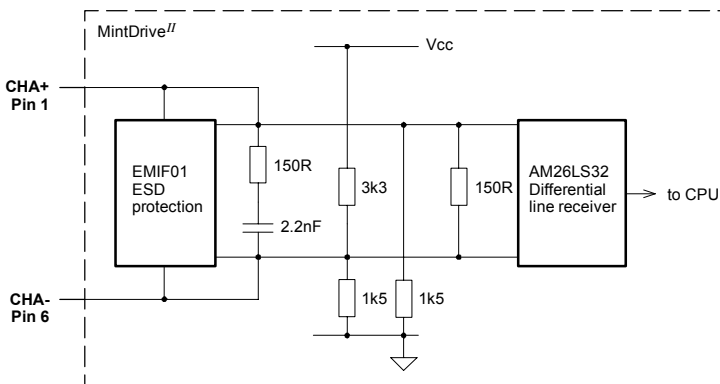 MintDrive II
Vcc
CHA+
Pin 1
EMIF01
ESD
protection
150R
2.2nF
3k3
150R
AM26LS32
Differential
line receiver
to CPU
CHA-
Pin 6
1k5
1k5